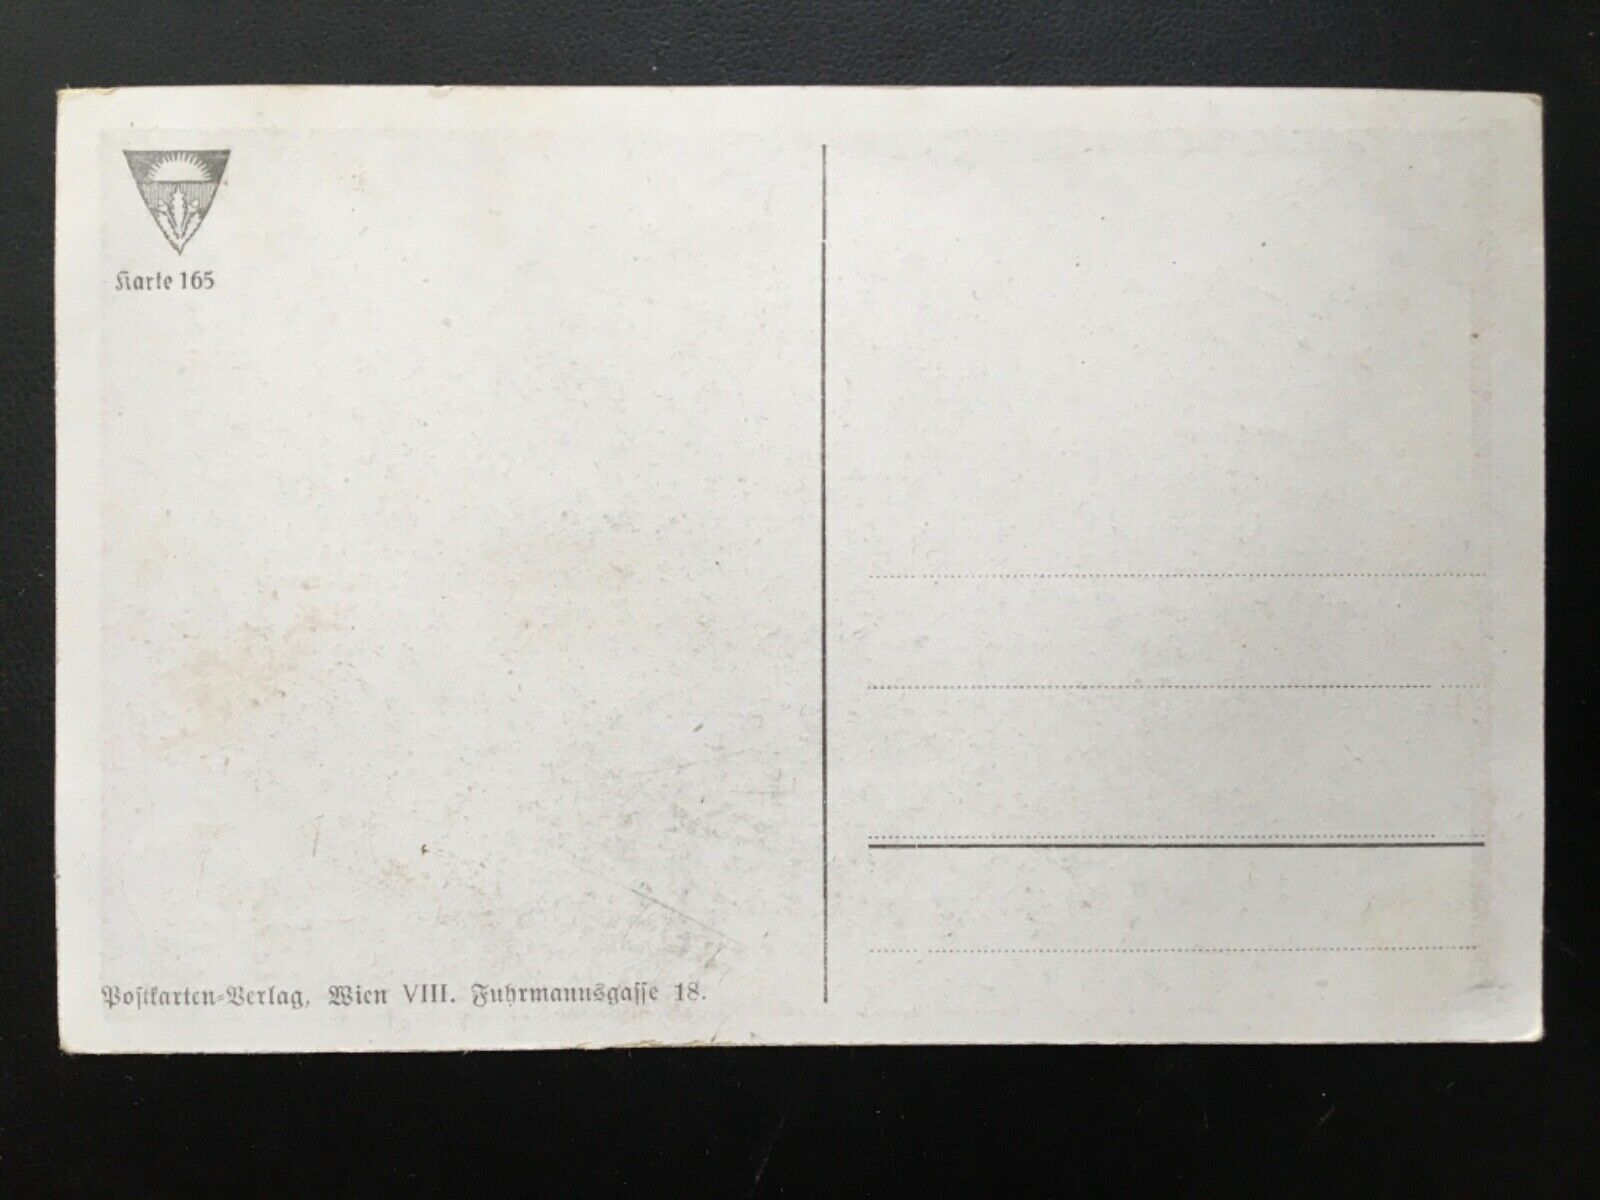 Karte 165
Postkarten-Verlag, Wien VIII. Fuhrmannsgasse 18.